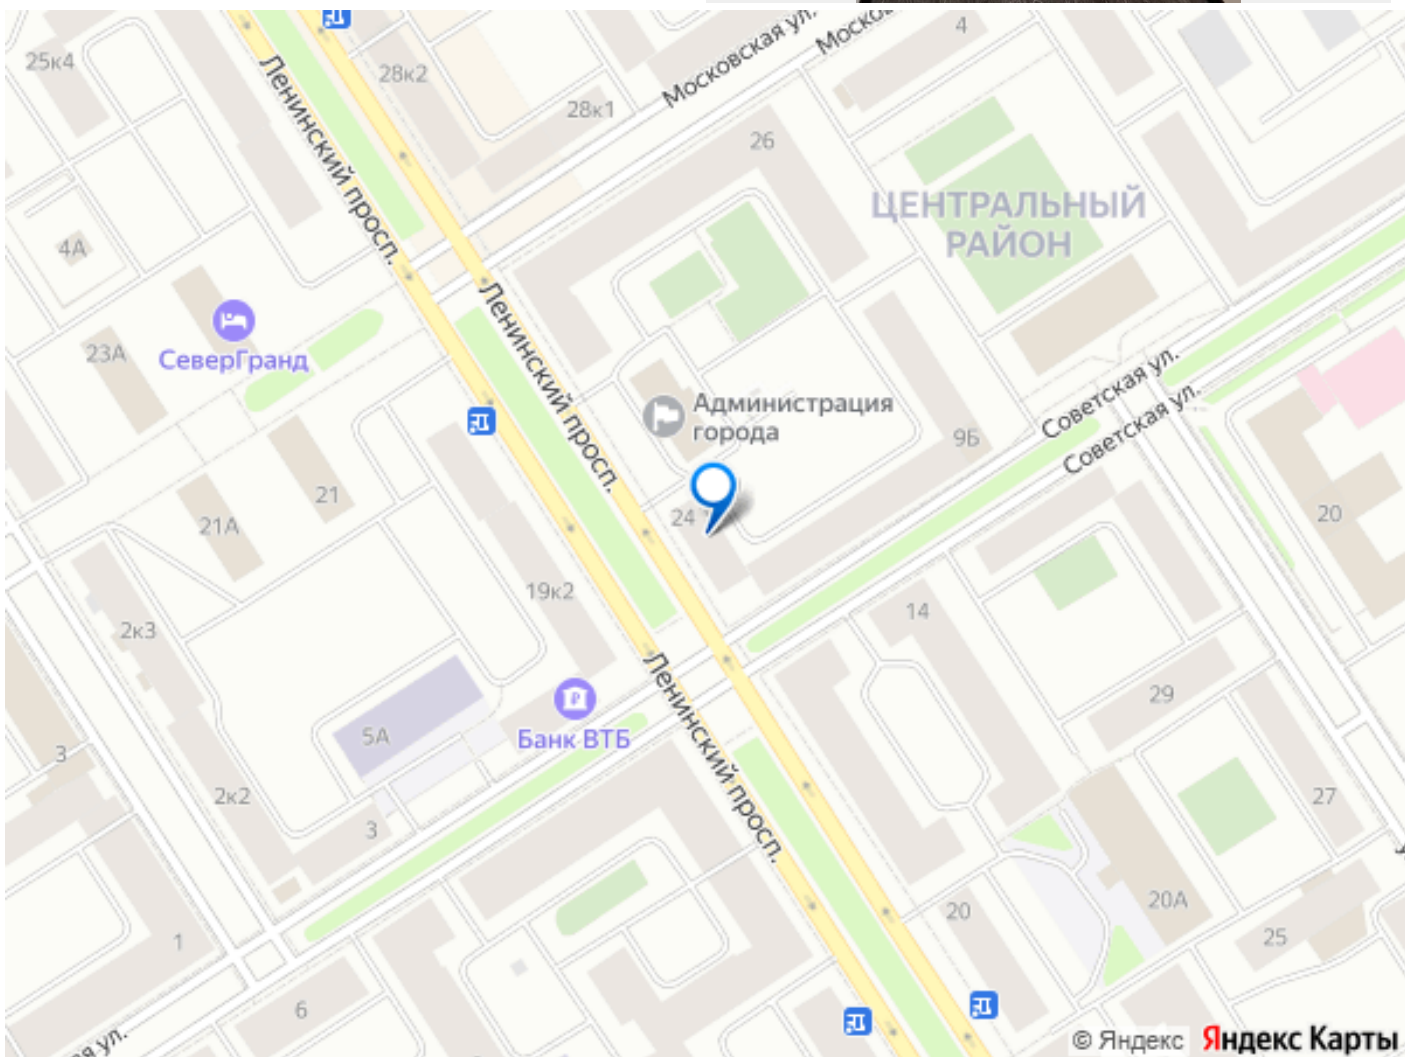 25к4
Ленинский просп.
28к2
28к1
Московская ул.
Моско
4
26
ЦЕНТРАЛЬНЫЙ
РАЙОН
4А
СеверГранд
23А
Ленинский просп.
Администрация
города
9Б
Советская ул.
Советская ул.
20
21
21А
24
19к2
14
2к3
29
Банк ВТБ
5А
Ленинский просп.
3
2к2
3
27
20А
20
25
1
6
ая ул.
© Яндекс Яндекс Карты